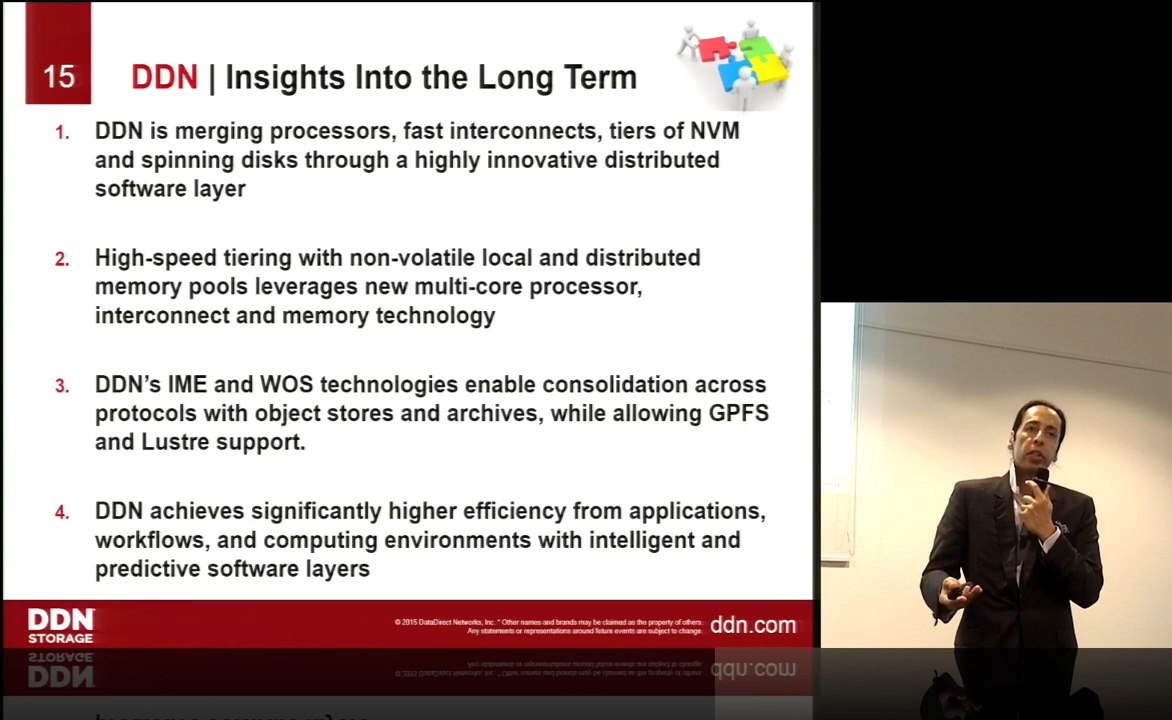 15
DDN | Insights Into the Long Term
1. DDN is merging processors, fast interconnects, tiers of NVM
and spinning disks through a highly innovative distributed
software layer
2. High-speed tiering with non-volatile local and distributed
memory pools leverages new multi-core processor,
interconnect and memory technology
3. DDN’s IME and WOS technologies enable consolidation across
protocols with object stores and archives, while allowing GPFS
and Lustre support.
4. DDN achieves significantly higher efficiency from applications,
workflows, and computing environments with intelligent and
predictive software layers
DDN
STORAGE
© 2015 DataDirect Networks, Inc. * Other names and brands may be claimed as the property of others.
Any statements or representations around future events are subject to change.
ddn.com